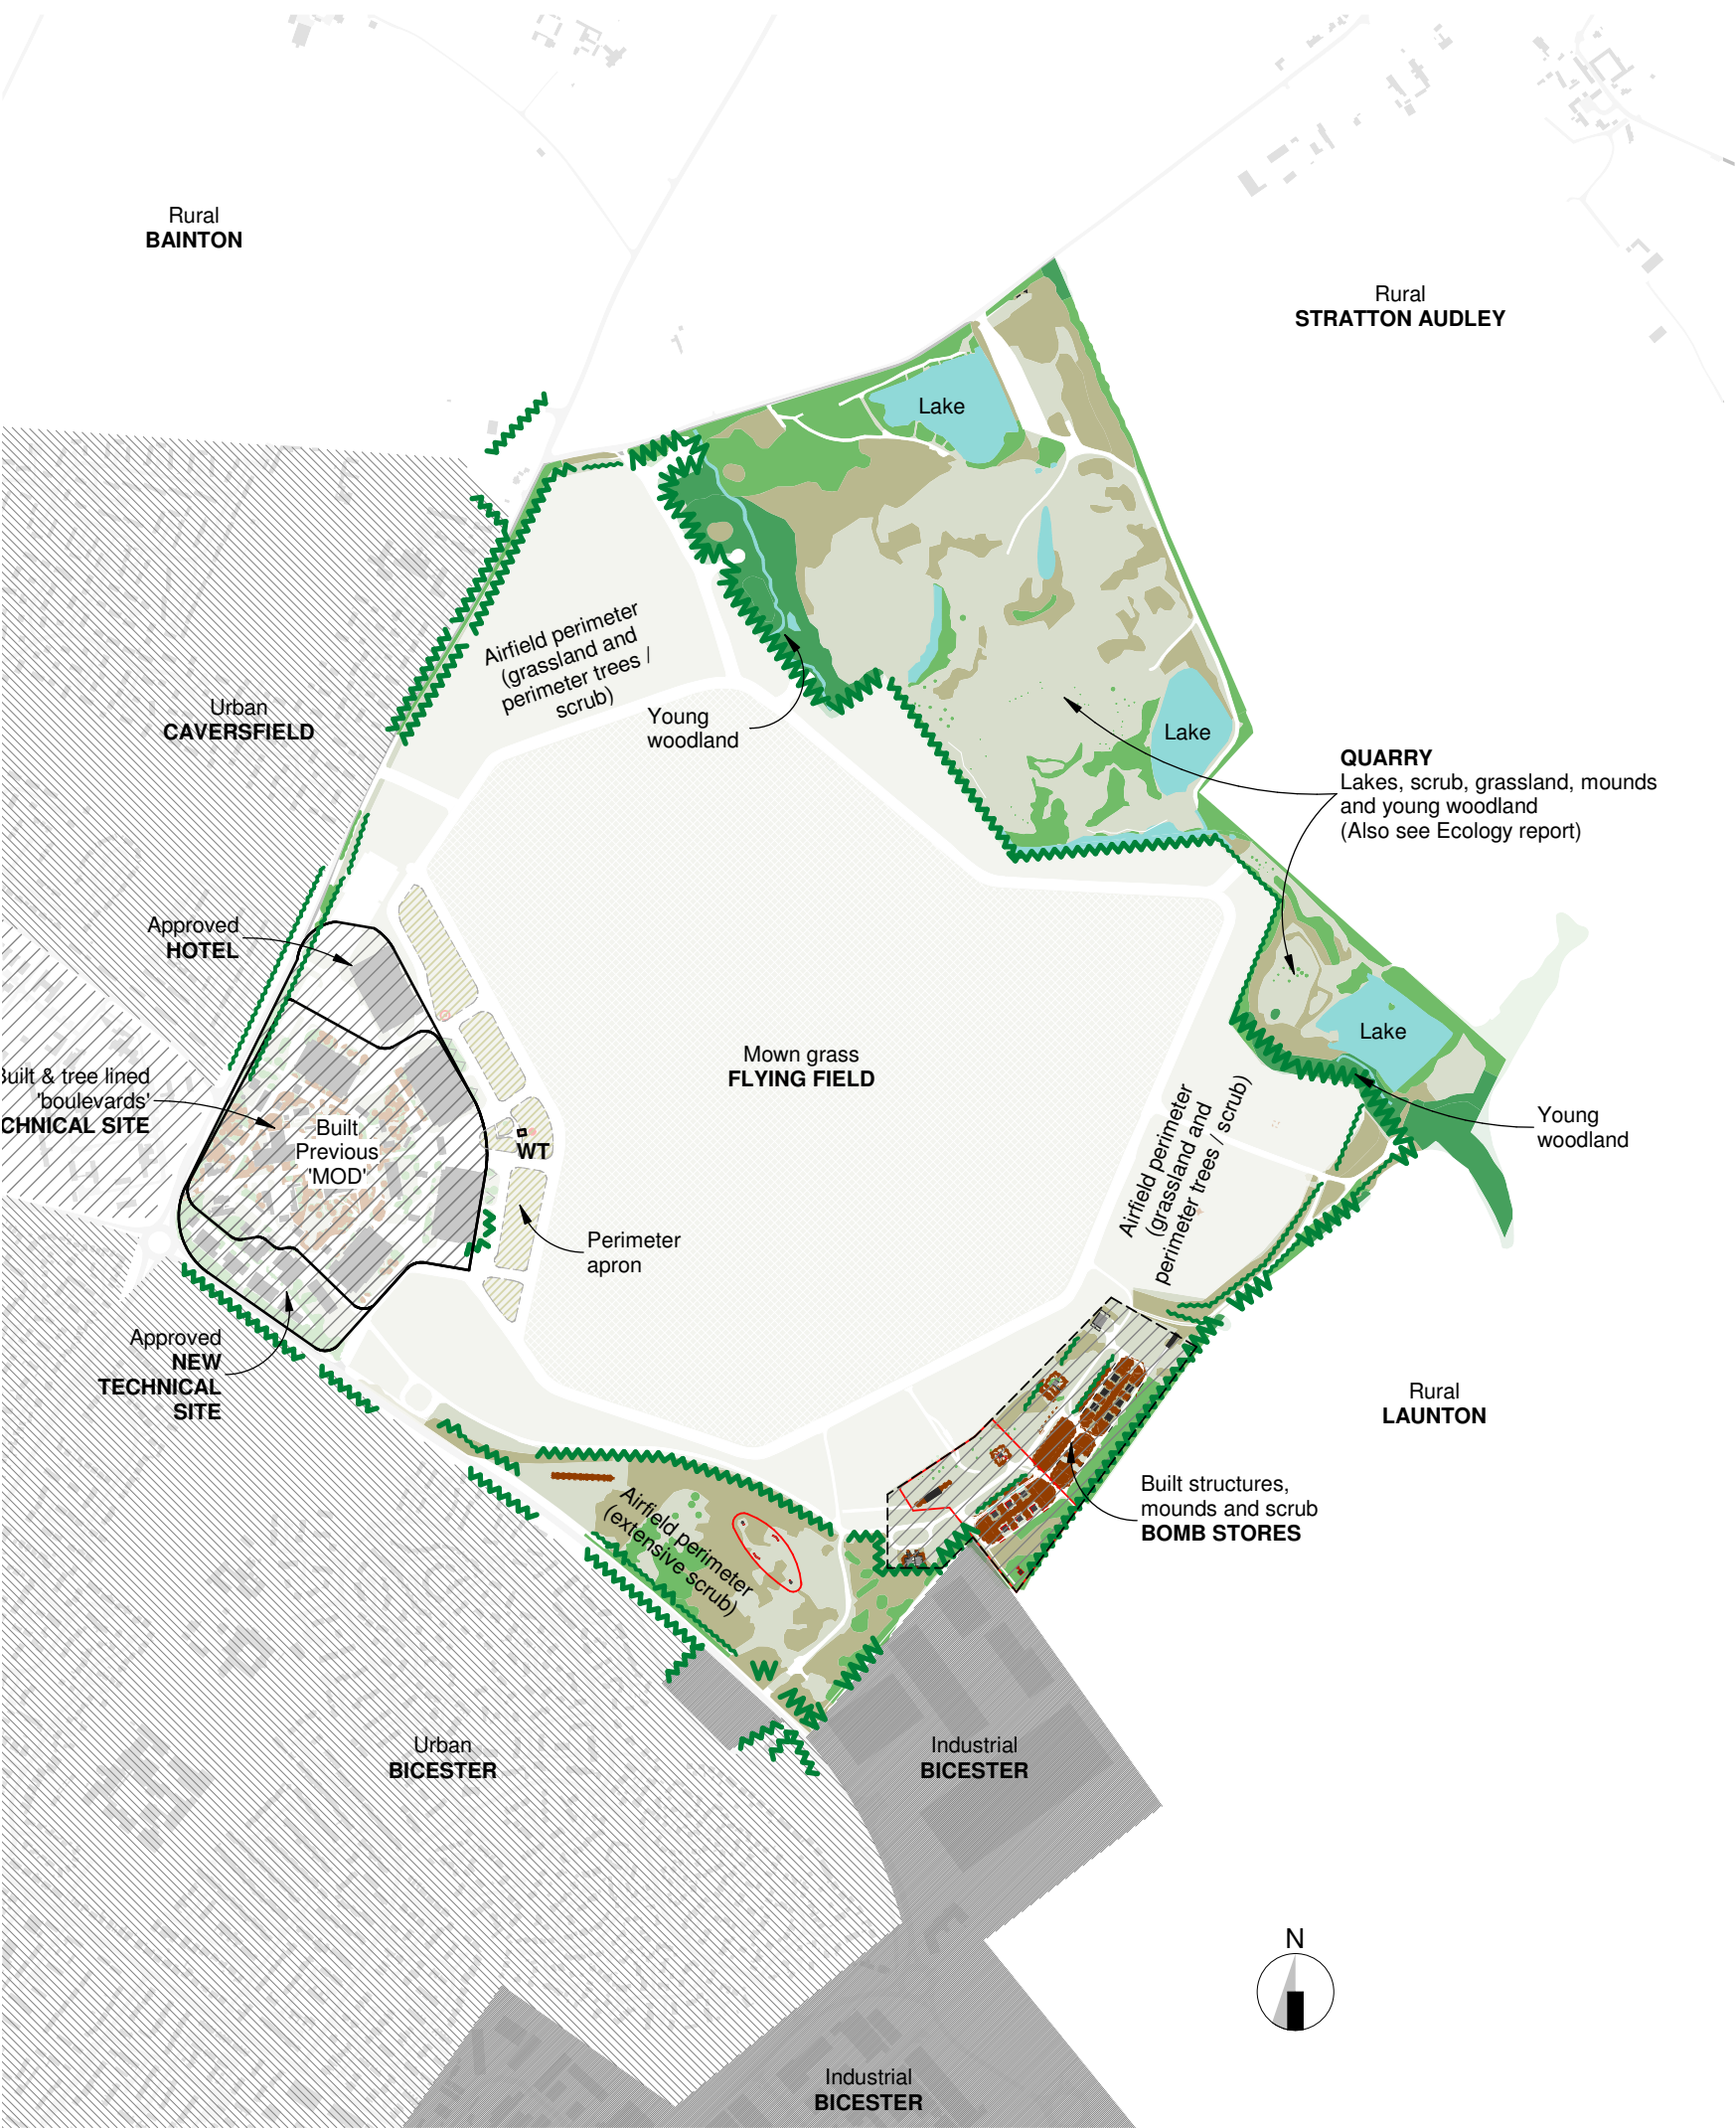 Rural
BAINTON
Rural
STRATTON AUDLEY
Lake
Airfield perimeter
(grassland and
perimeter trees /
scrub)
Urban
CAVERSFIELD
Young
woodland
Lake
QUARRY
Lakes, scrub, grassland, mounds
and young woodland
(Also see Ecology report)
Approved
HOTEL
Lake
Mown grass
FLYING FIELD
Built & tree lined
'boulevards'
CHNICAL SITE
Built
Previous
'MOD'
WT
Airfield perimeter
(grassland and
perimeter trees / scrub)
Young
woodland
Perimeter
apron
Approved
NEW
TECHNICAL
SITE
Rural
LAUNTON
Built structures,
mounds and scrub
BOMB STORES
Airfield perimeter
(extensive scrub)
Urban
BICESTER
Industrial
BICESTER
N
Industrial
BICESTER